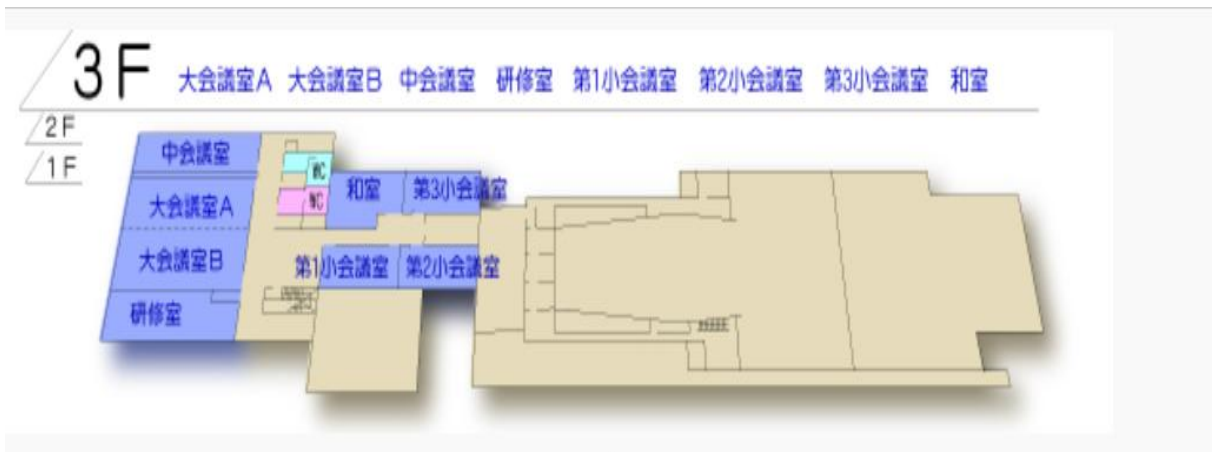 3F 大会議室A 大会議室B 中会議室 研修室 第1小会議室 第2小会議室 第3小会議室 和室
2F
1F
中会議室
WC
和室 第3小会議室
大会議室A
WC
大会議室B
第1小会議室 第2小会議室
研修室